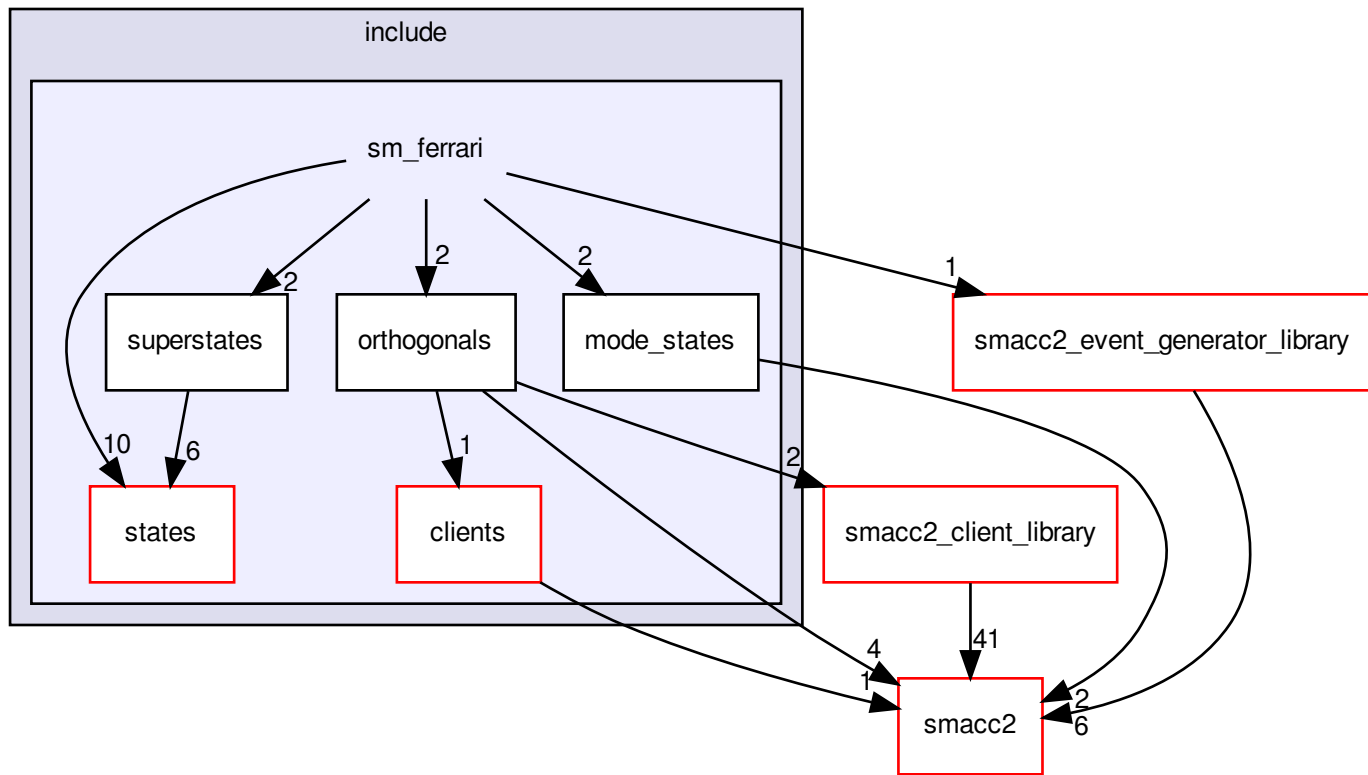 include
sm_ferrari
2
2
2
1
superstates
orthogonals
mode_states
smacc2_event_generator_library
10
6
1
2
states
clients
smacc2_client_library
4
1
41
2
6
smacc2